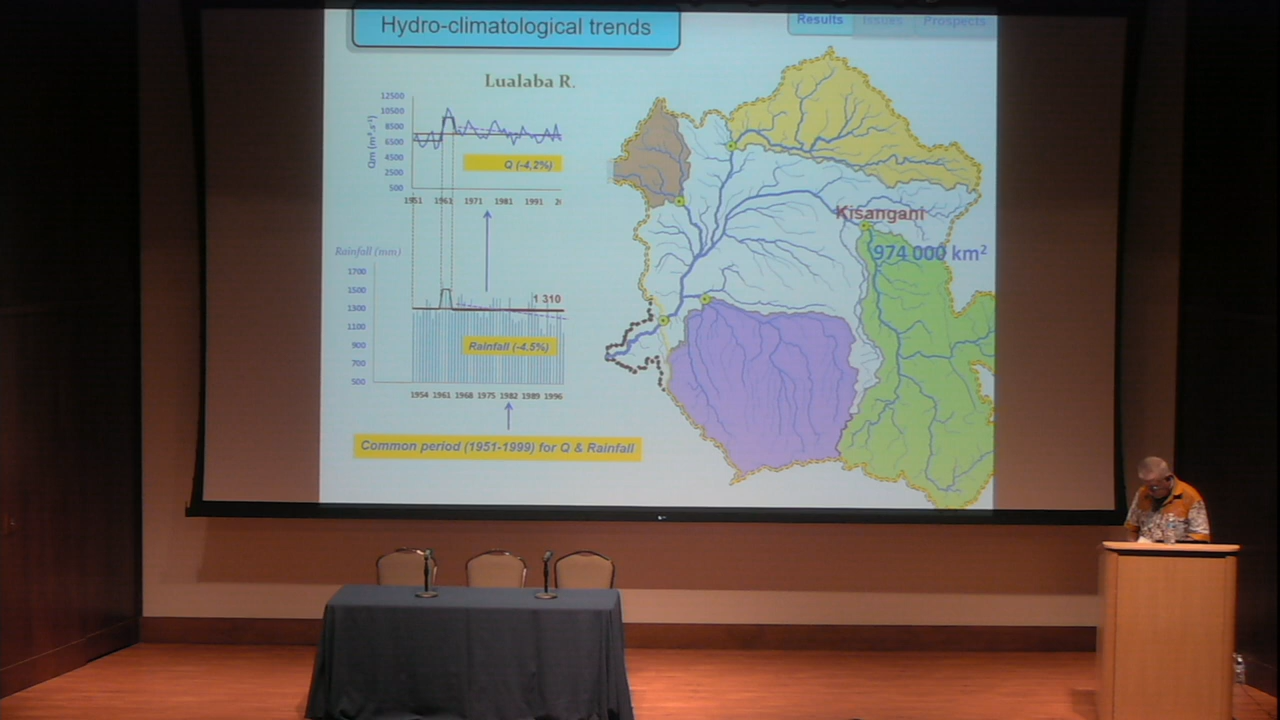 Hydro-climatological trends
Results Issues Prospects
Lualaba R.
12500
10500
8500
6500
4500
2500
500
Qm (m³.s⁻¹)
Q (-4,2%)
1951 1961 1971 1981 1991
Kisangani
974 000 km²
Rainfall (mm)
1700
1500
1300
1100
900
700
500
1 310
Rainfall (-4.5%)
1954 1961 1968 1975 1982 1989 1996
Common period (1951-1999) for Q & Rainfall